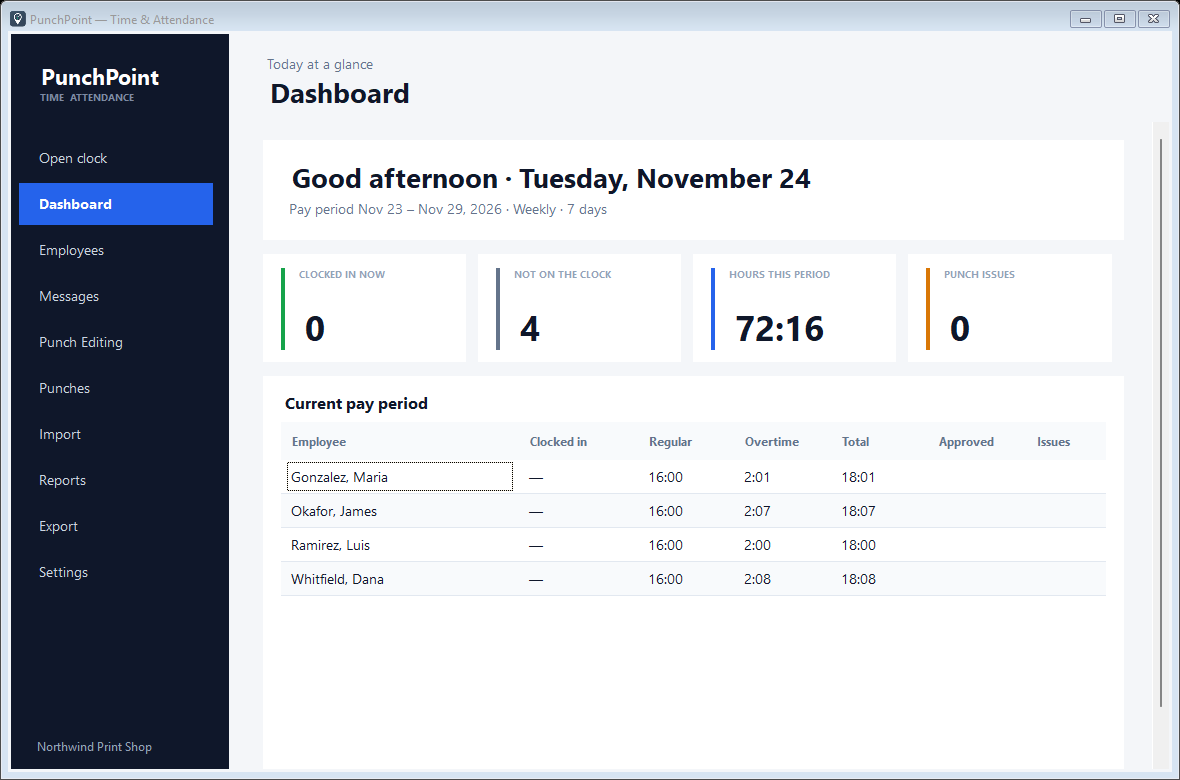 PunchPoint — Time & Attendance
PunchPoint
TIME ATTENDANCE
Open clock
Dashboard
Employees
Messages
Punch Editing
Punches
Import
Reports
Export
Settings
Northwind Print Shop
Today at a glance
Dashboard
Good afternoon · Tuesday, November 24
Pay period Nov 23 – Nov 29, 2026 · Weekly · 7 days
CLOCKED IN NOW
0
NOT ON THE CLOCK
4
HOURS THIS PERIOD
72:16
PUNCH ISSUES
0
Current pay period
Employee Clocked in Regular Overtime Total Approved Issues
Gonzalez, Maria — 16:00 2:01 18:01
Okafor, James — 16:00 2:07 18:07
Ramirez, Luis — 16:00 2:00 18:00
Whitfield, Dana — 16:00 2:08 18:08